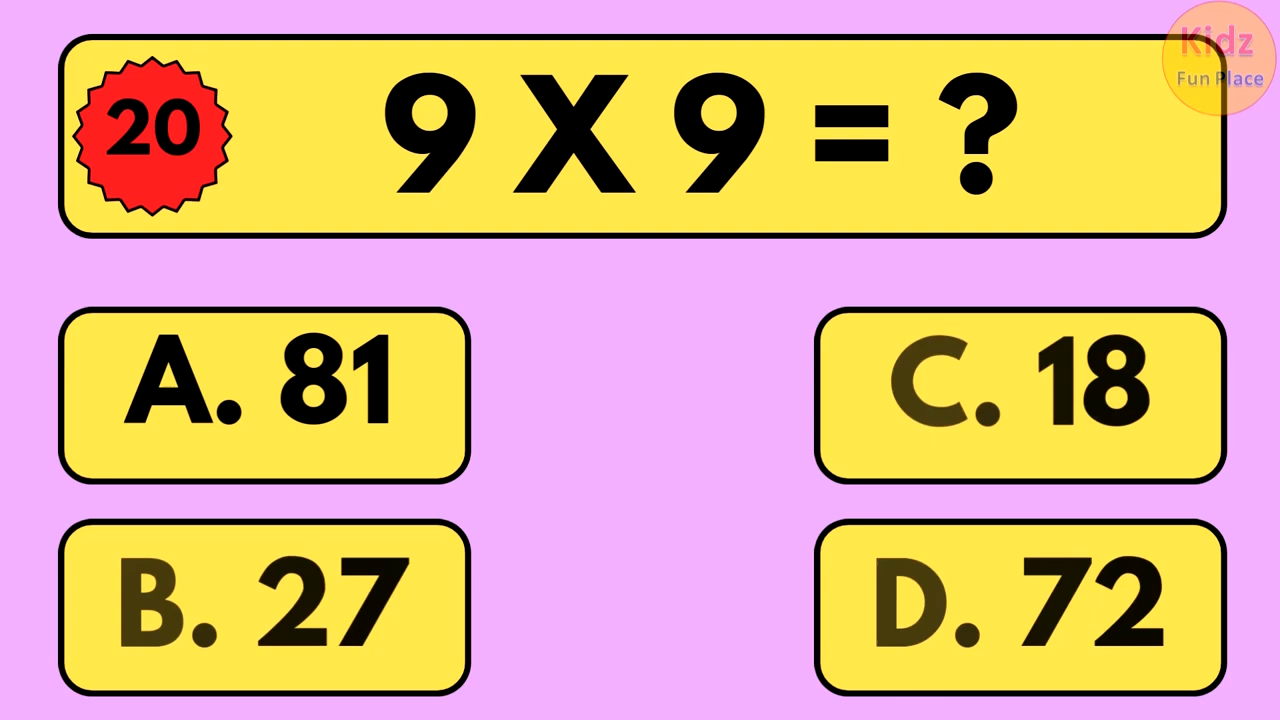 20
9 X 9 = ?
Kidz
Fun Place
A. 81
C. 18
B. 27
D. 72